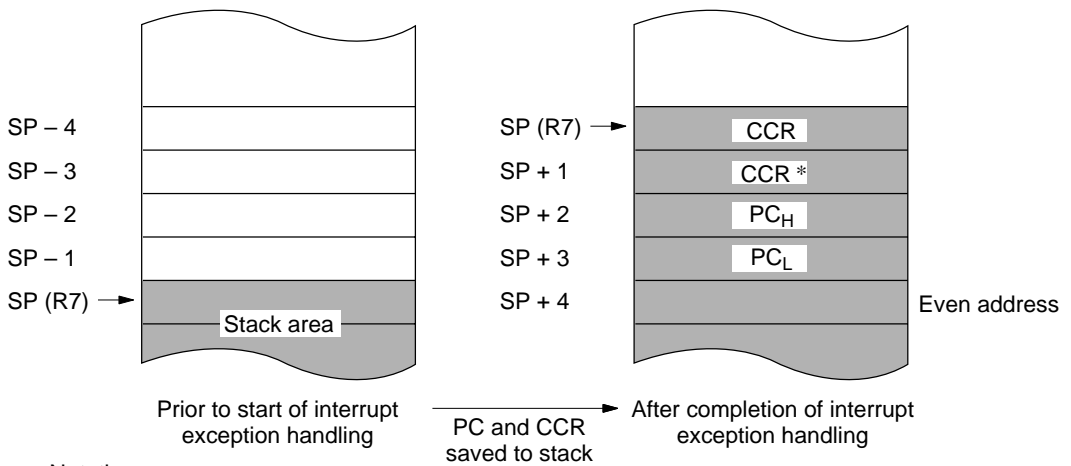 SP – 4
SP – 3
SP – 2
SP – 1
SP (R7)
Stack area
Prior to start of interrupt
exception handling
PC and CCR
saved to stack
SP (R7)
SP + 1
SP + 2
SP + 3
SP + 4
CCR
CCR *
PCH
PCL
Even address
After completion of interrupt
exception handling